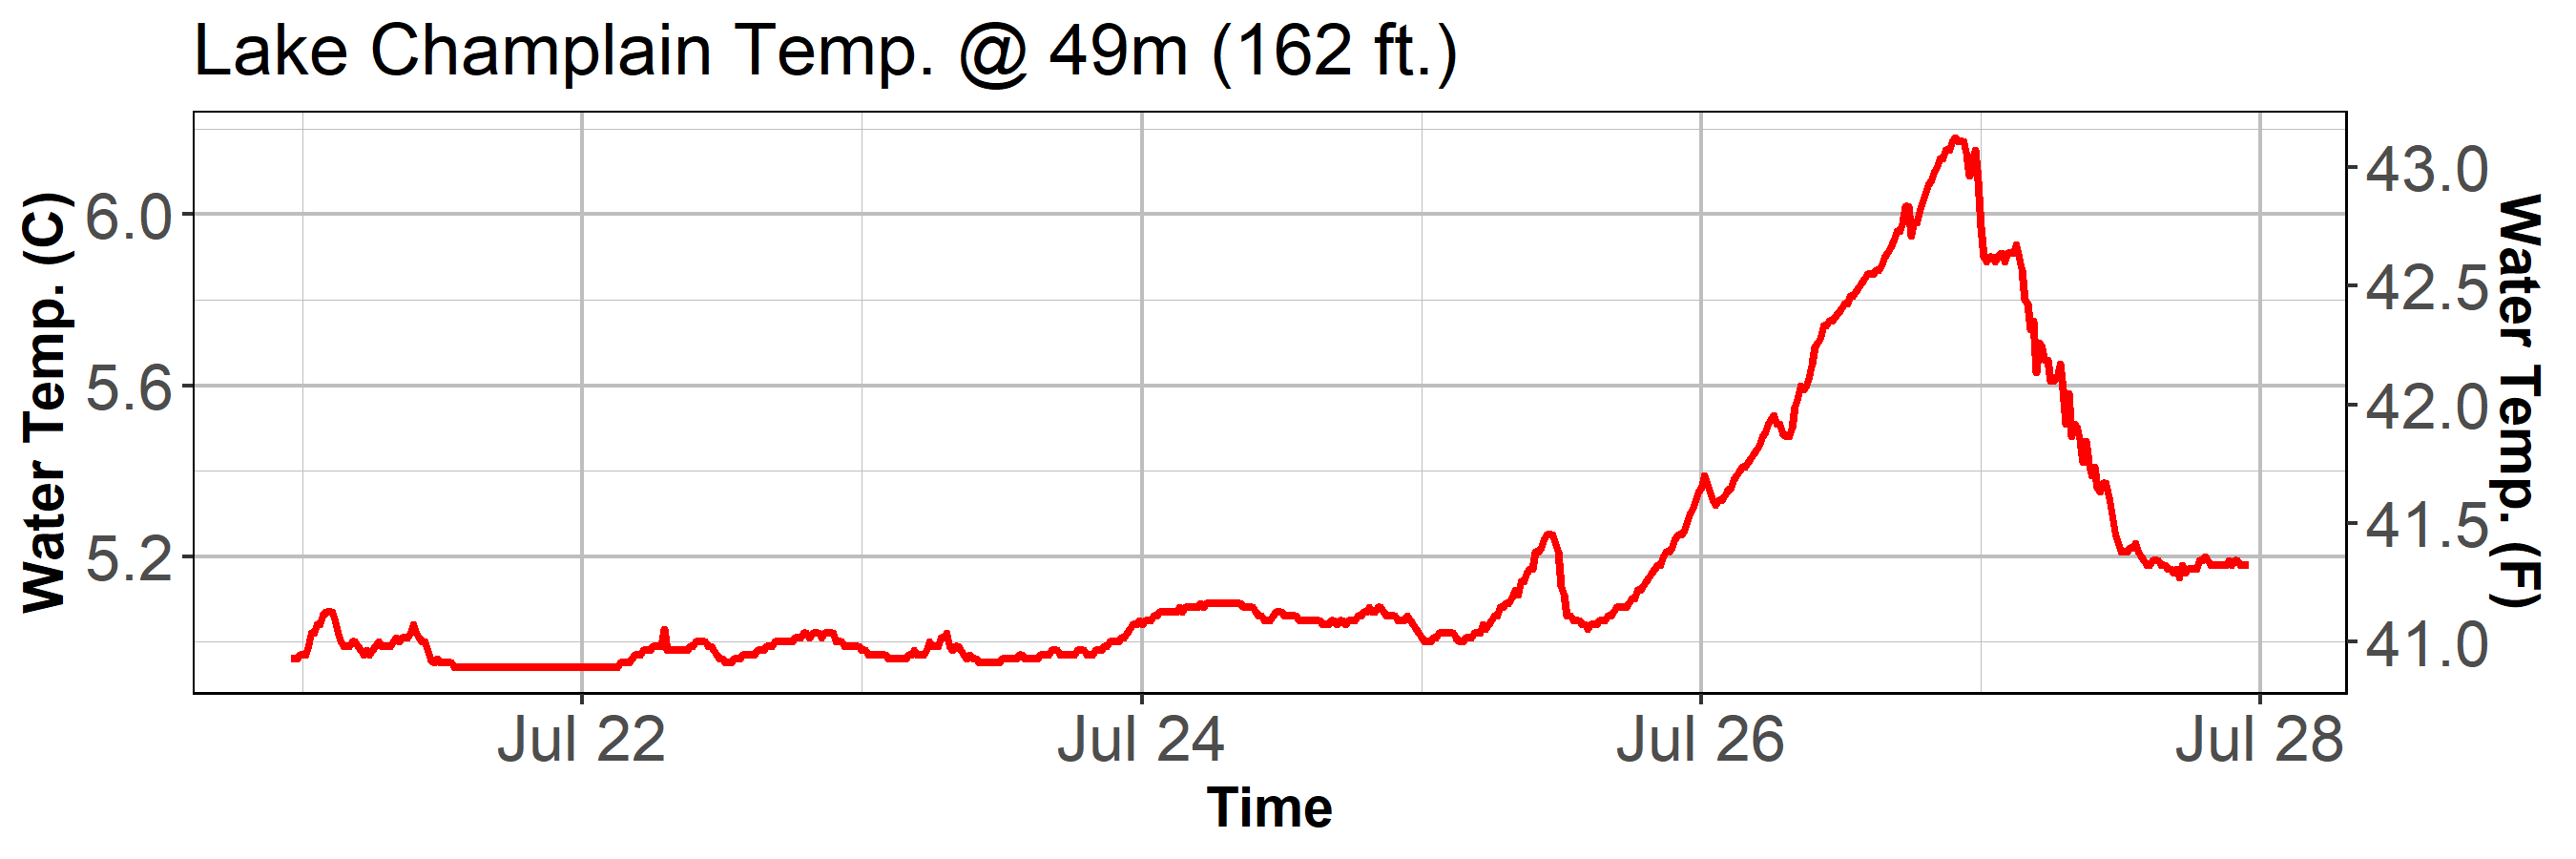 Lake Champlain Temp. @ 49m (162 ft.)
Water Temp. (C)
6.0
5.6
5.2
43.0
42.5
42.0
41.5
41.0
Water Temp. (F)
Jul 22
Jul 24
Jul 26
Jul 28
Time